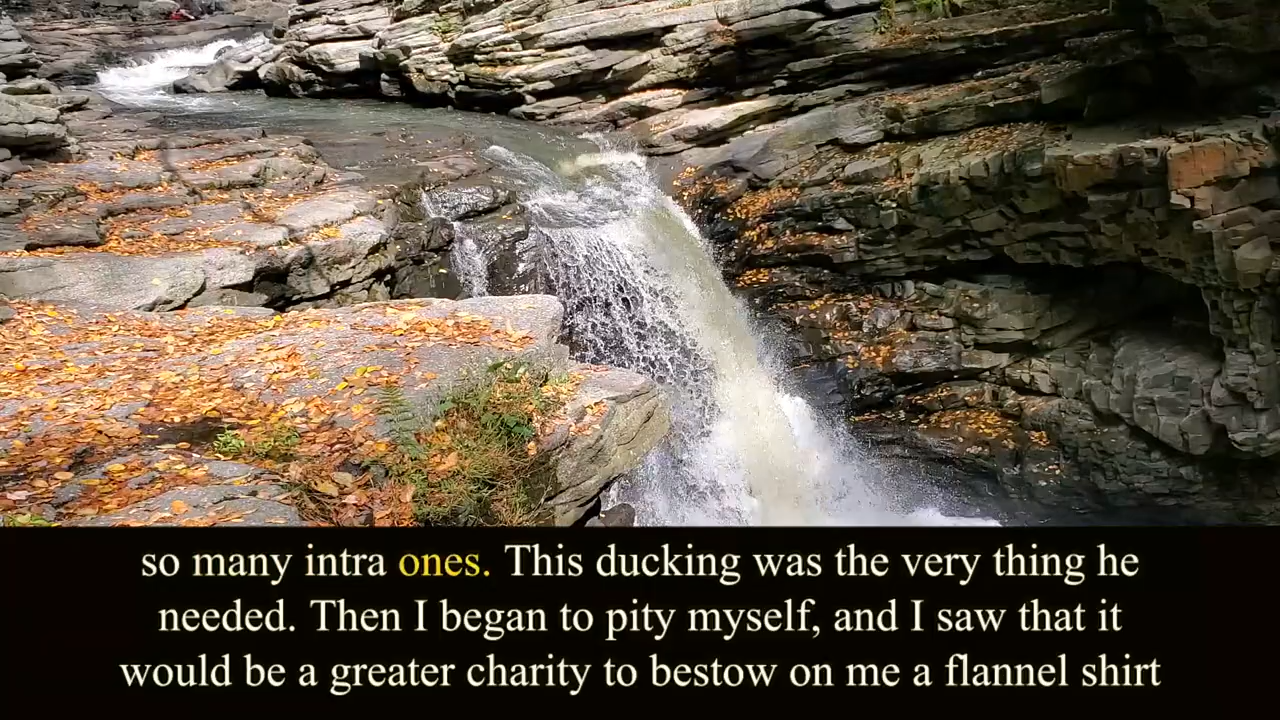 so many intra ones. This ducking was the very thing he
needed. Then I began to pity myself, and I saw that it
would be a greater charity to bestow on me a flannel shirt